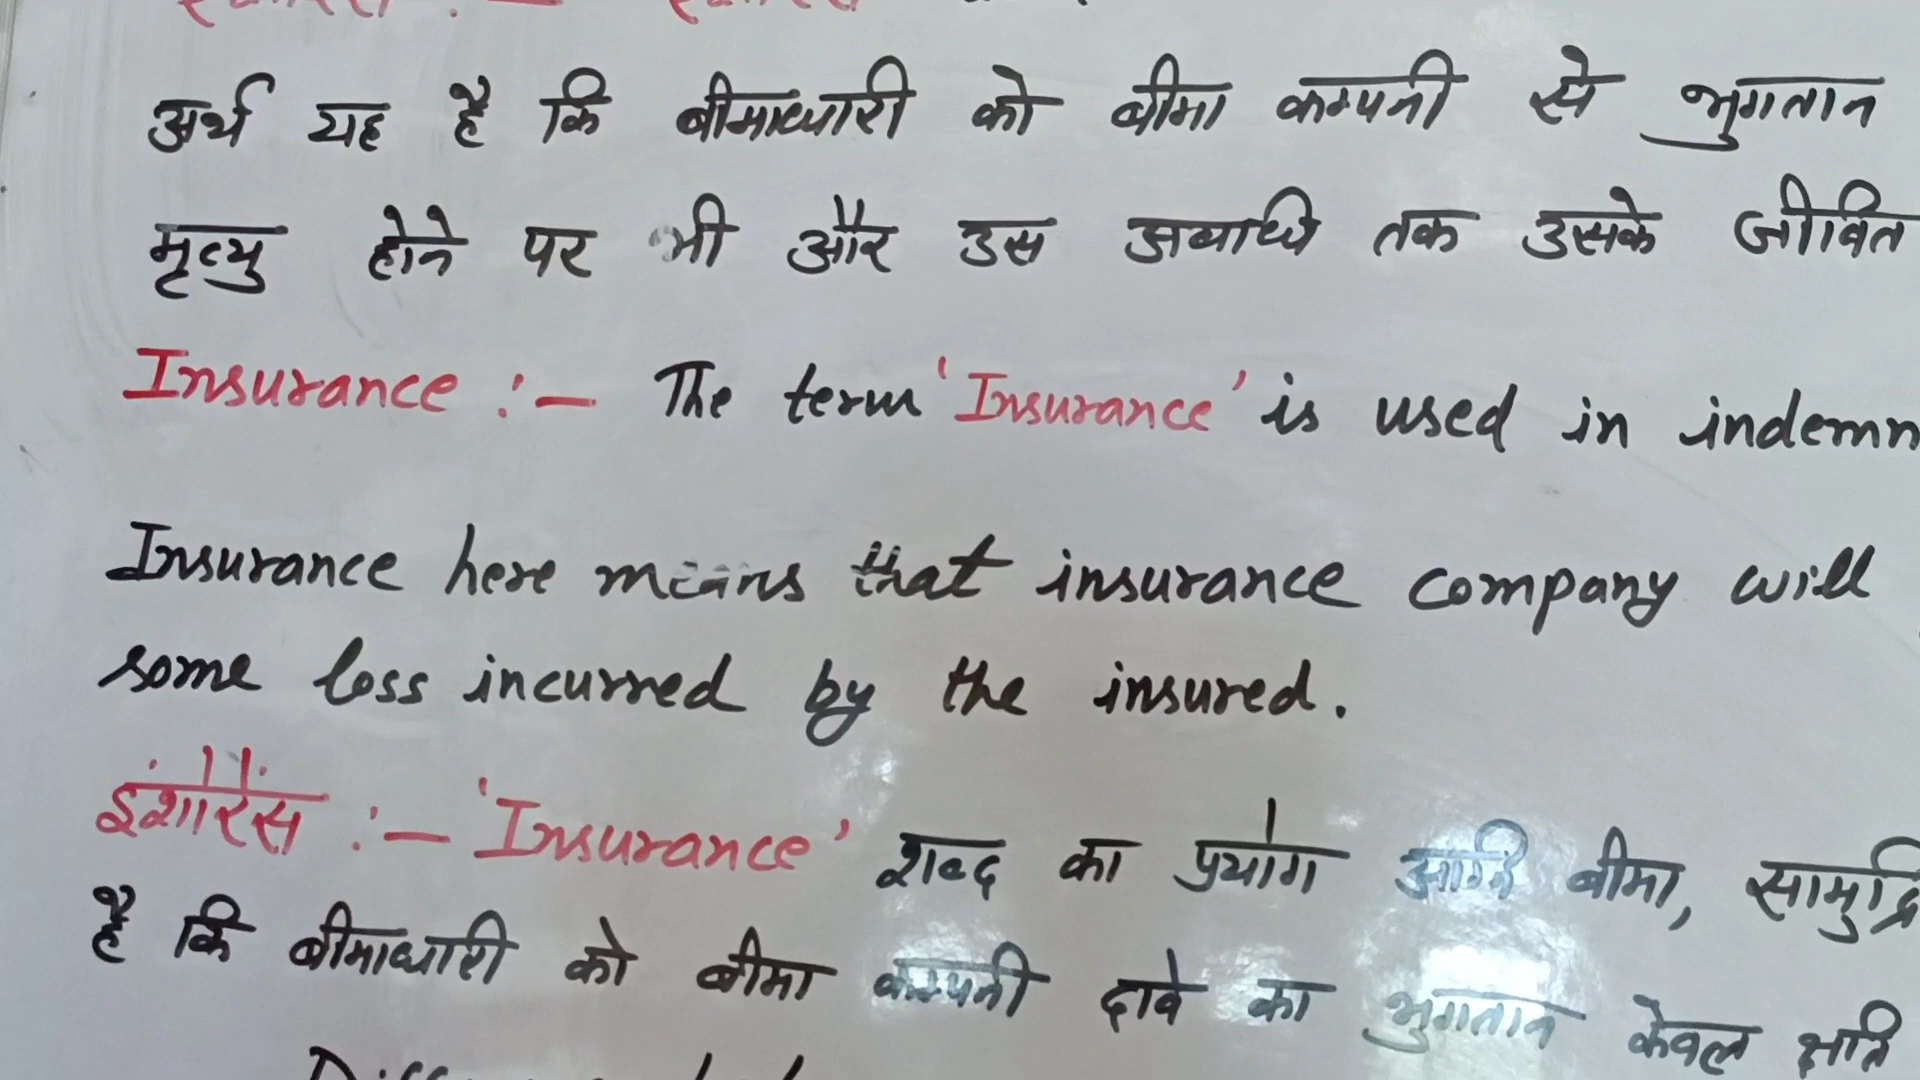 अर्थ यह है कि बीमाधारी को बीमा कम्पनी से भुगतान
मृत्यु होने पर भी और उस अवधि तक उसके जीवित
Insurance :- The term 'Insurance' is used in indemn
Insurance here means that insurance company will
some loss incurred by the insured.
इंशोरेंस :- 'Insurance' शब्द का प्रयोग अग्नि बीमा, सामुद्रि
है कि बीमाधारी को बीमा कम्पनी दावे का भुगतान केवल क्षति